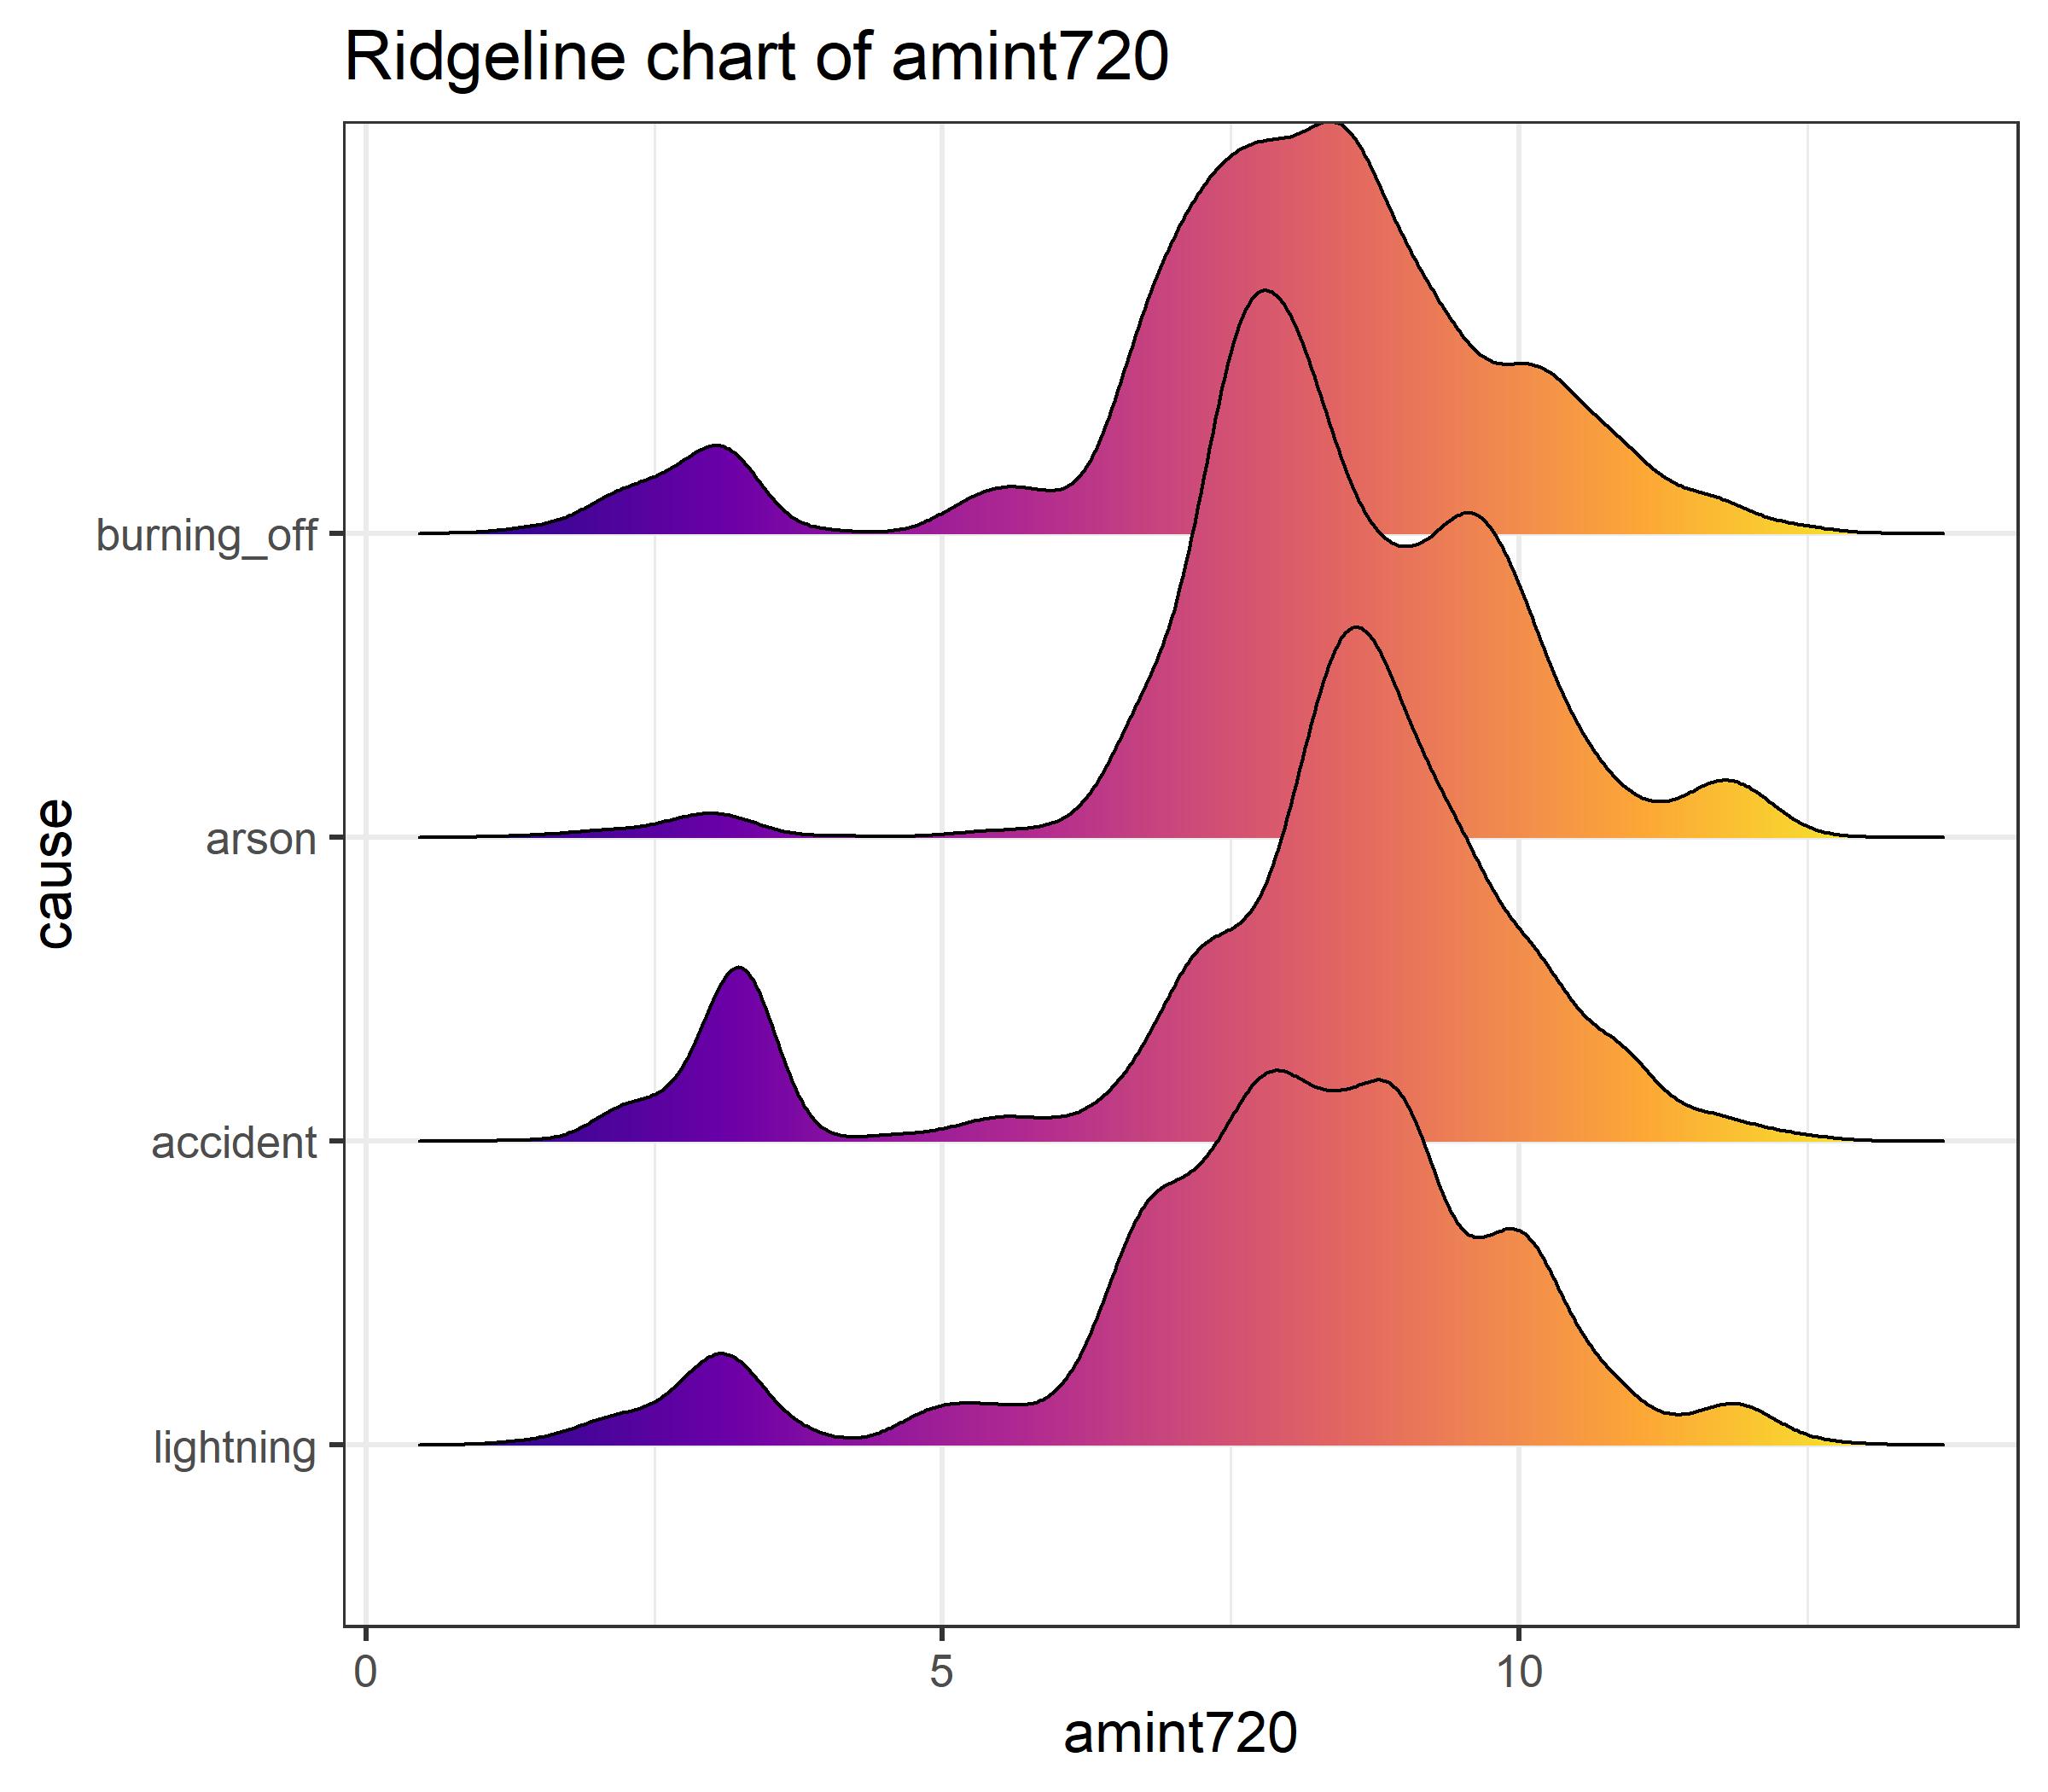 Ridgeline chart of amint720
burning_off
arson
accident
lightning
cause
0 5 10
amint720